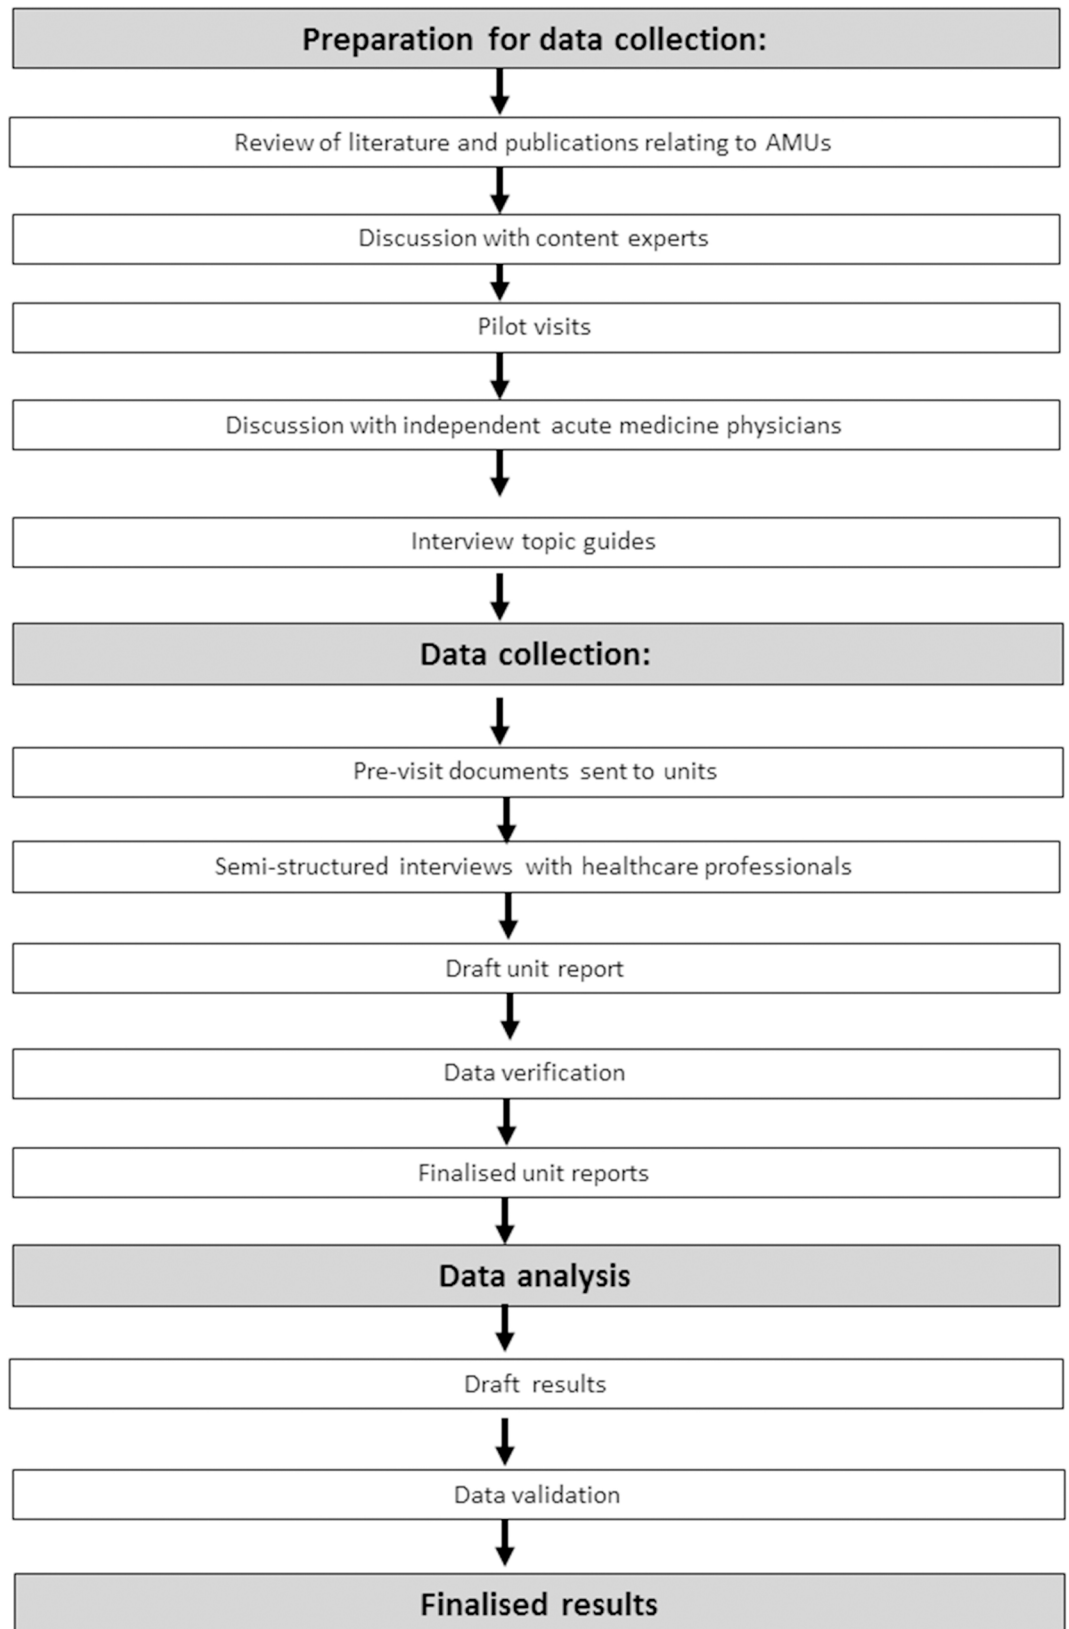 Preparation for data collection:
Review of literature and publications relating to AMUs
Discussion with content experts
Pilot visits
Discussion with independent acute medicine physicians
Interview topic guides
Data collection:
Pre-visit documents sent to units
Semi-structured interviews with healthcare professionals
Draft unit report
Data verification
Finalised unit reports
Data analysis
Draft results
Data validation
Finalised results